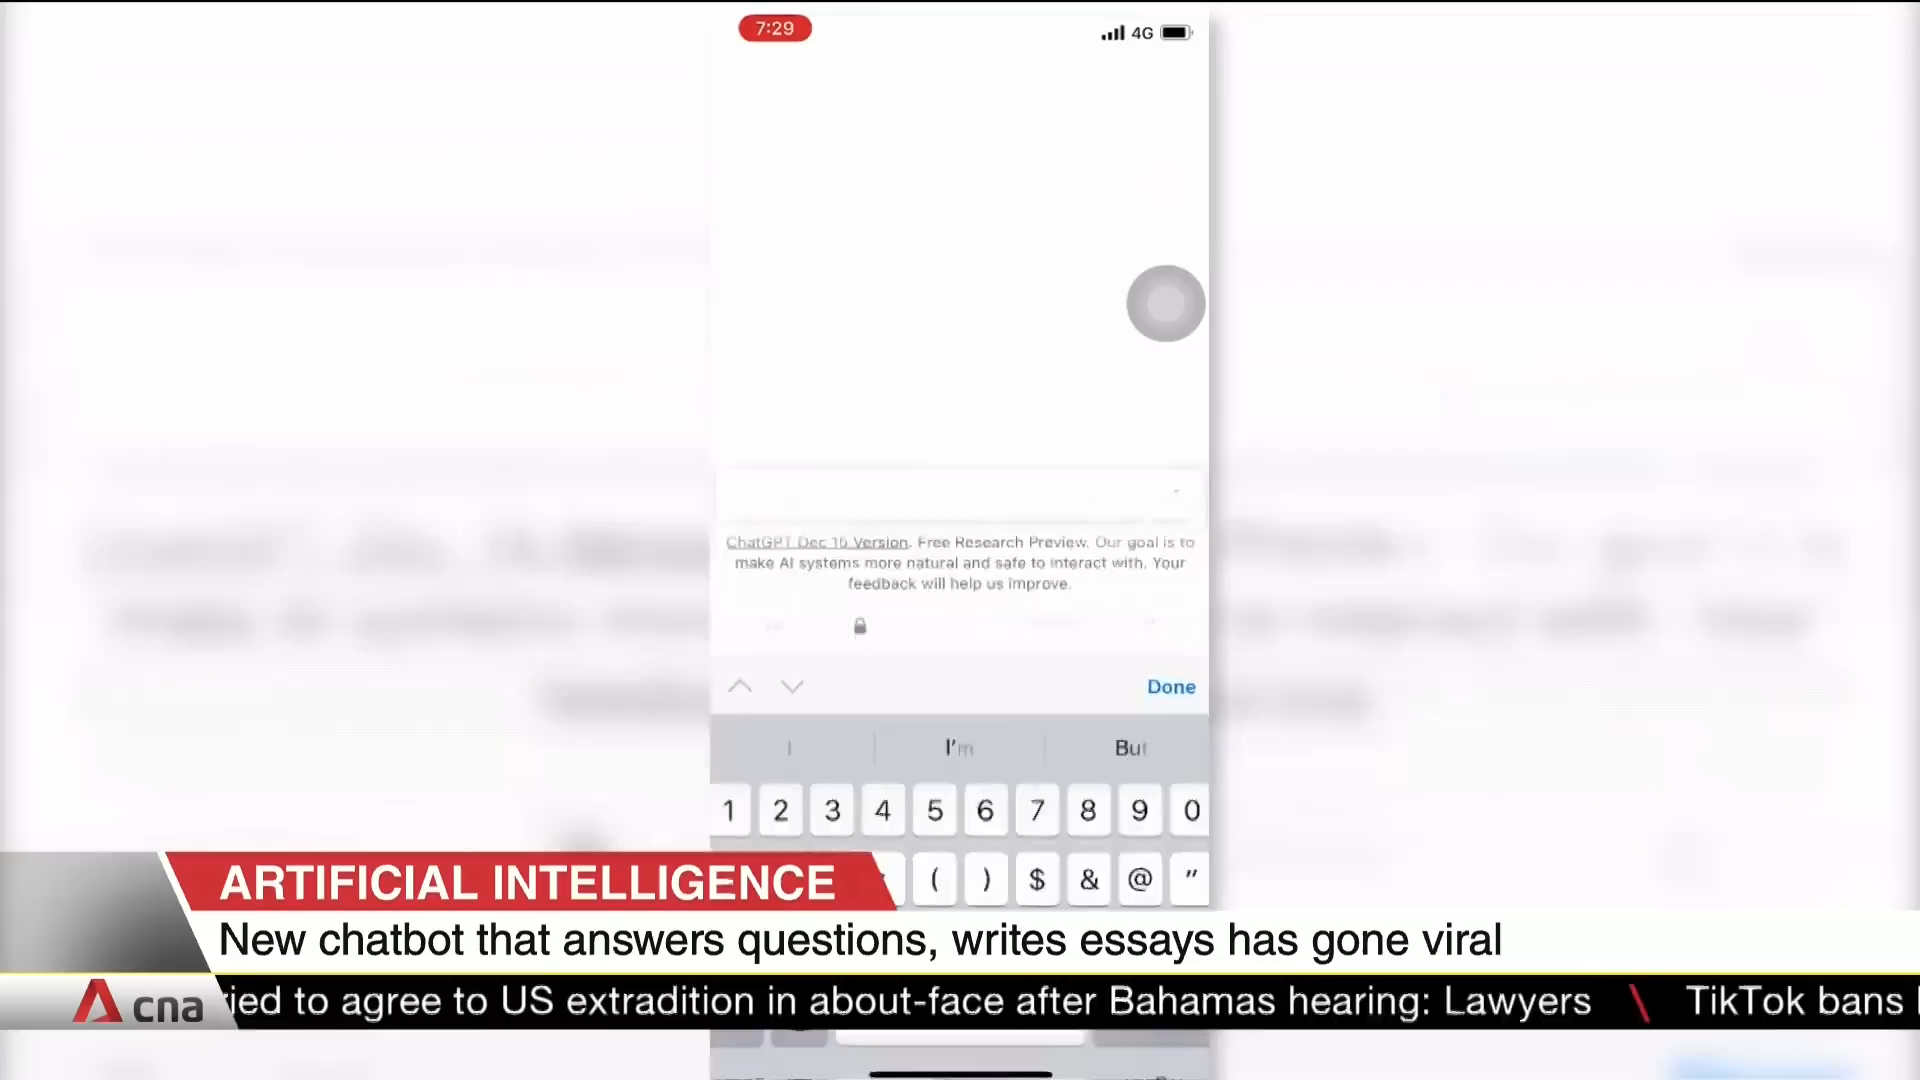 7:29
4G
ChatGPT Dec 15 Version. Free Research Preview. Our goal is to
make AI systems more natural and safe to interact with. Your
feedback will help us improve.
Done
I
I'm
But
1 2 3 4 5 6 7 8 9 0
( ) $ & @ "
ARTIFICIAL INTELLIGENCE
New chatbot that answers questions, writes essays has gone viral
cna
to agree to US extradition in about-face after Bahamas hearing: Lawyers \ TikTok bans